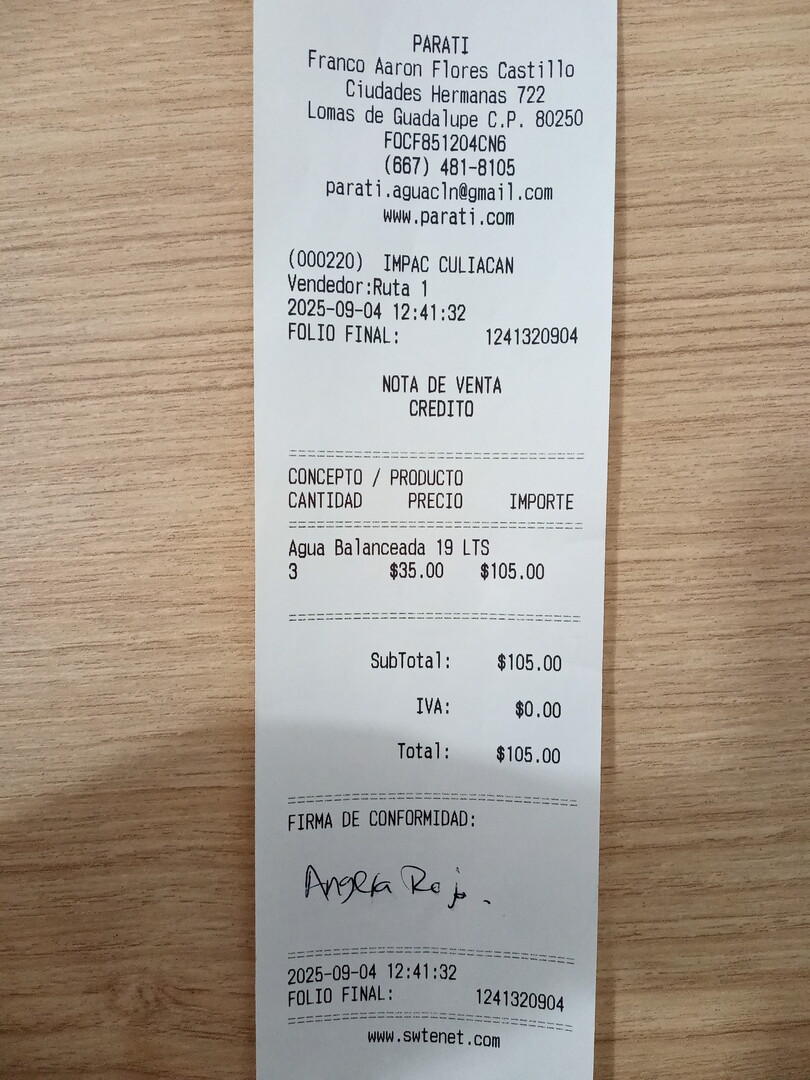 PARATI
Franco Aaron Flores Castillo
Ciudades Hermanas 722
Lomas de Guadalupe C.P. 80250
FOCF851204CN6
(667) 481-8105
parati.aguacln@gmail.com
www.parati.com
(000220) IMPAC CULIACAN
Vendedor:Ruta 1
2025-09-04 12:41:32
FOLIO FINAL: 1241320904
NOTA DE VENTA
CREDITO
CONCEPTO / PRODUCTO
CANTIDAD PRECIO IMPORTE
Agua Balanceada 19 LTS
3 $35.00 $105.00
SubTotal: $105.00
IVA: $0.00
Total: $105.00
FIRMA DE CONFORMIDAD:
Angela Rojo.
2025-09-04 12:41:32
FOLIO FINAL: 1241320904
www.swtenet.com